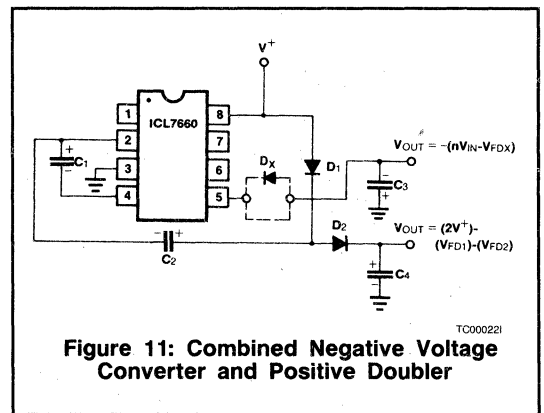 V+
ICL7660
1
8
2
7
3
6
4
5
C1
+
-
DX
D1
VOUT = -(nVIN-VFDX)
-
C3
+
- +
C2
D2
VOUT = (2V+)-
(VFD1)-(VFD2)
+
C4
-
TC00022I
Figure 11: Combined Negative Voltage
Converter and Positive Doubler